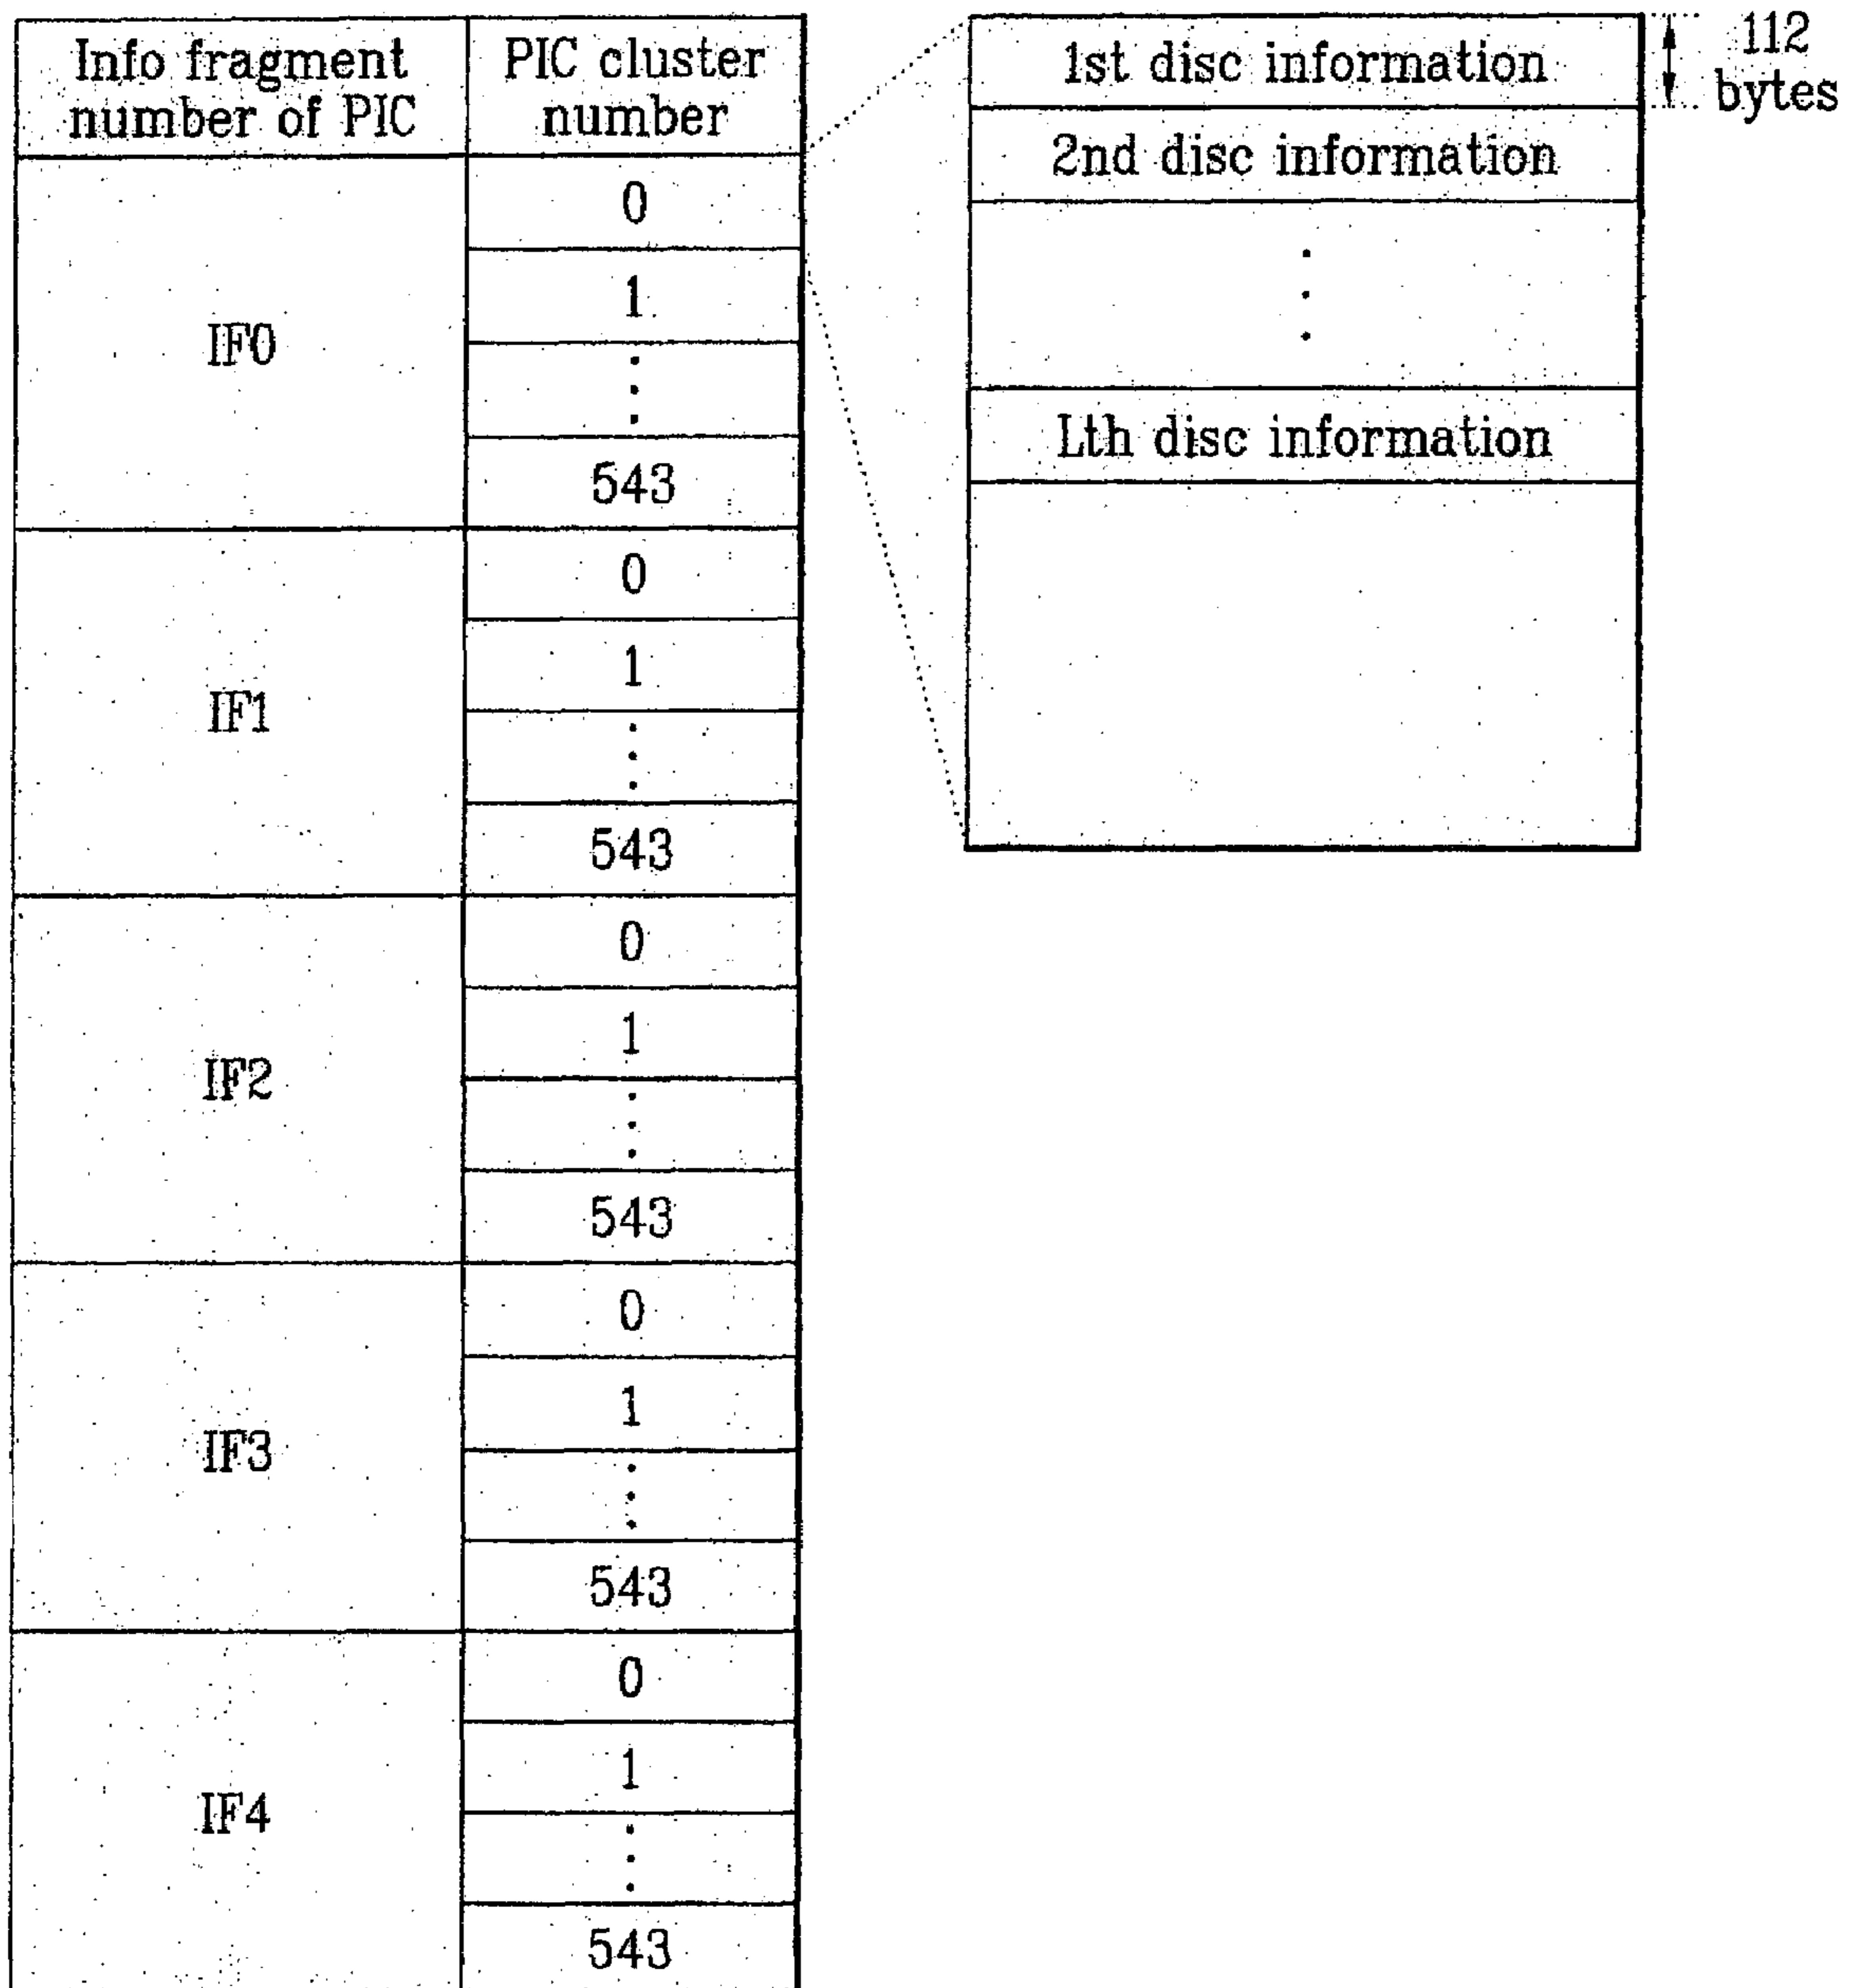 Info fragment
number of PIC
PIC cluster
number
IF0
0
1
543
IF1
0
1
543
IF2
0
1
543
IF3
0
1
543
IF4
0
1
543
1st disc information
2nd disc information
Lth disc information
112
bytes